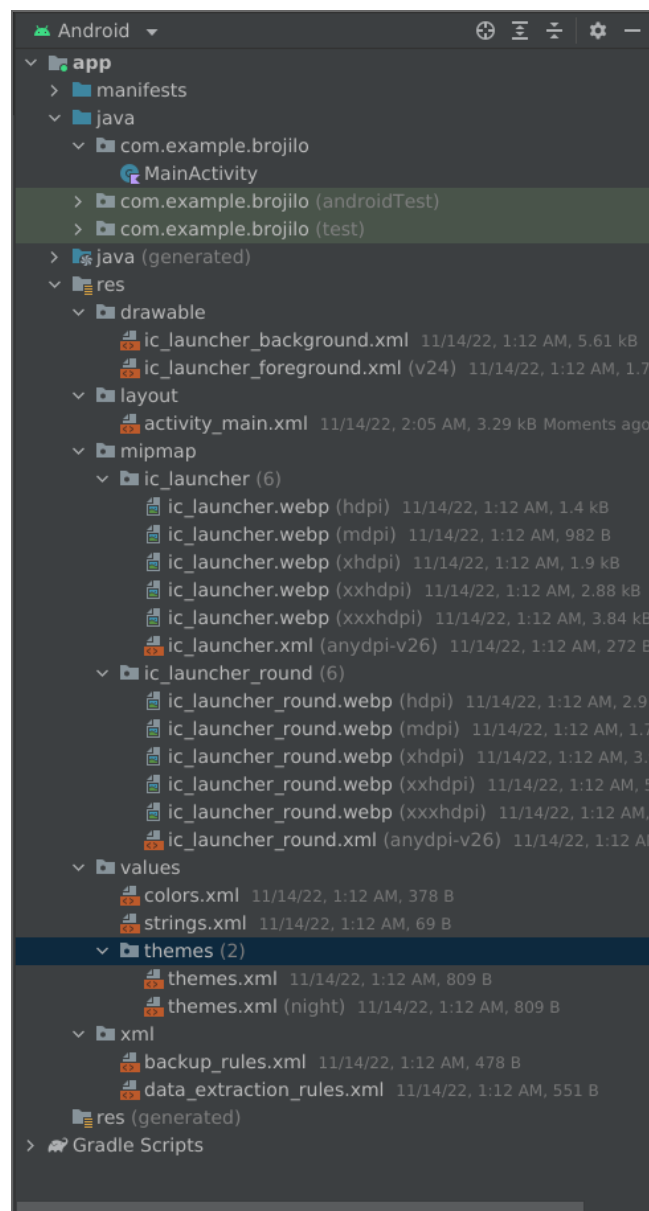 Android
app
manifests
java
com.example.brojilo
MainActivity
com.example.brojilo (androidTest)
com.example.brojilo (test)
java (generated)
res
drawable
ic_launcher_background.xml 11/14/22, 1:12 AM, 5.61 kB
ic_launcher_foreground.xml (v24) 11/14/22, 1:12 AM, 1.7
layout
activity_main.xml 11/14/22, 2:05 AM, 3.29 kB Moments ago
mipmap
ic_launcher (6)
ic_launcher.webp (hdpi) 11/14/22, 1:12 AM, 1.4 kB
ic_launcher.webp (mdpi) 11/14/22, 1:12 AM, 982 B
ic_launcher.webp (xhdpi) 11/14/22, 1:12 AM, 1.9 kB
ic_launcher.webp (xxhdpi) 11/14/22, 1:12 AM, 2.88 kB
ic_launcher.webp (xxxhdpi) 11/14/22, 1:12 AM, 3.84 kB
ic_launcher.xml (anydpi-v26) 11/14/22, 1:12 AM, 272 B
ic_launcher_round (6)
ic_launcher_round.webp (hdpi) 11/14/22, 1:12 AM, 2.9
ic_launcher_round.webp (mdpi) 11/14/22, 1:12 AM, 1.7
ic_launcher_round.webp (xhdpi) 11/14/22, 1:12 AM, 3.
ic_launcher_round.webp (xxhdpi) 11/14/22, 1:12 AM, 5
ic_launcher_round.webp (xxxhdpi) 11/14/22, 1:12 AM,
ic_launcher_round.xml (anydpi-v26) 11/14/22, 1:12 AM
values
colors.xml 11/14/22, 1:12 AM, 378 B
strings.xml 11/14/22, 1:12 AM, 69 B
themes (2)
themes.xml 11/14/22, 1:12 AM, 809 B
themes.xml (night) 11/14/22, 1:12 AM, 809 B
xml
backup_rules.xml 11/14/22, 1:12 AM, 478 B
data_extraction_rules.xml 11/14/22, 1:12 AM, 551 B
res (generated)
Gradle Scripts